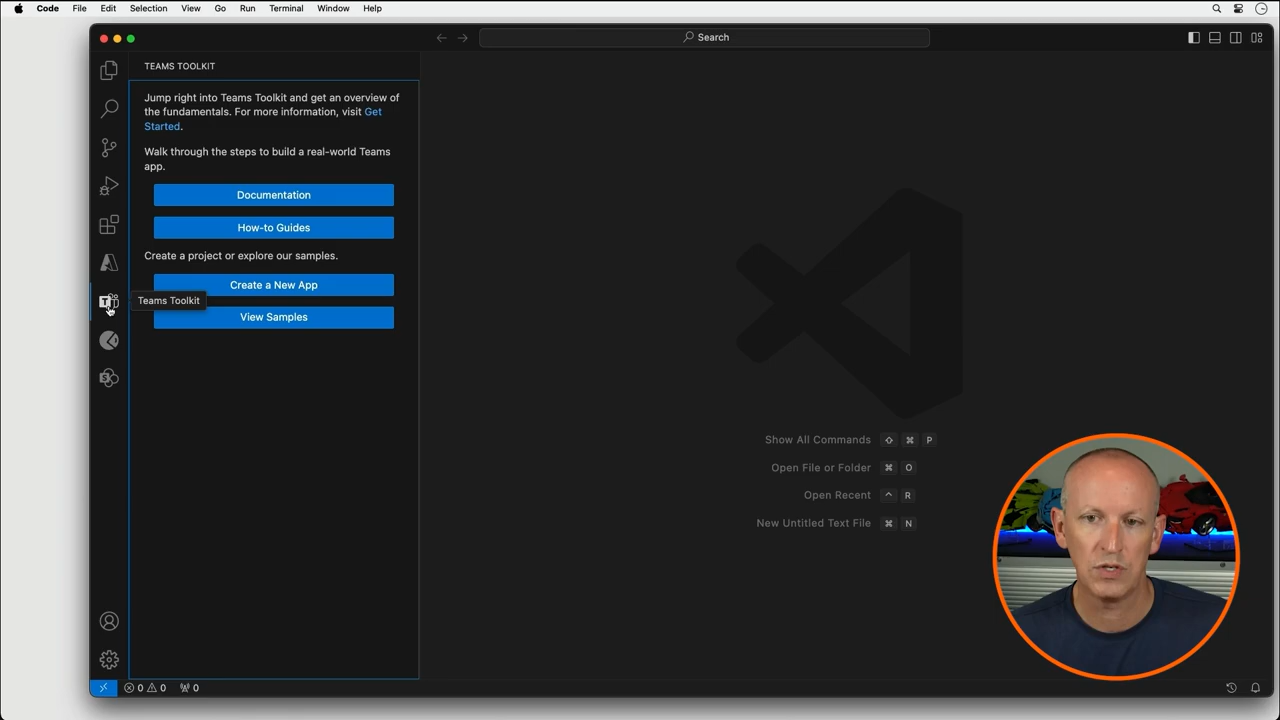 Code File Edit Selection View Go Run Terminal Window Help
Search
TEAMS TOOLKIT
Jump right into Teams Toolkit and get an overview of
the fundamentals. For more information, visit Get
Started.
Walk through the steps to build a real-world Teams
app.
Documentation
How-to Guides
Create a project or explore our samples.
Create a New App
Teams Toolkit
View Samples
Show All Commands ⇧ ⌘ P
Open File or Folder ⌘ O
Open Recent ^ R
New Untitled Text File ⌘ N
0 0 0